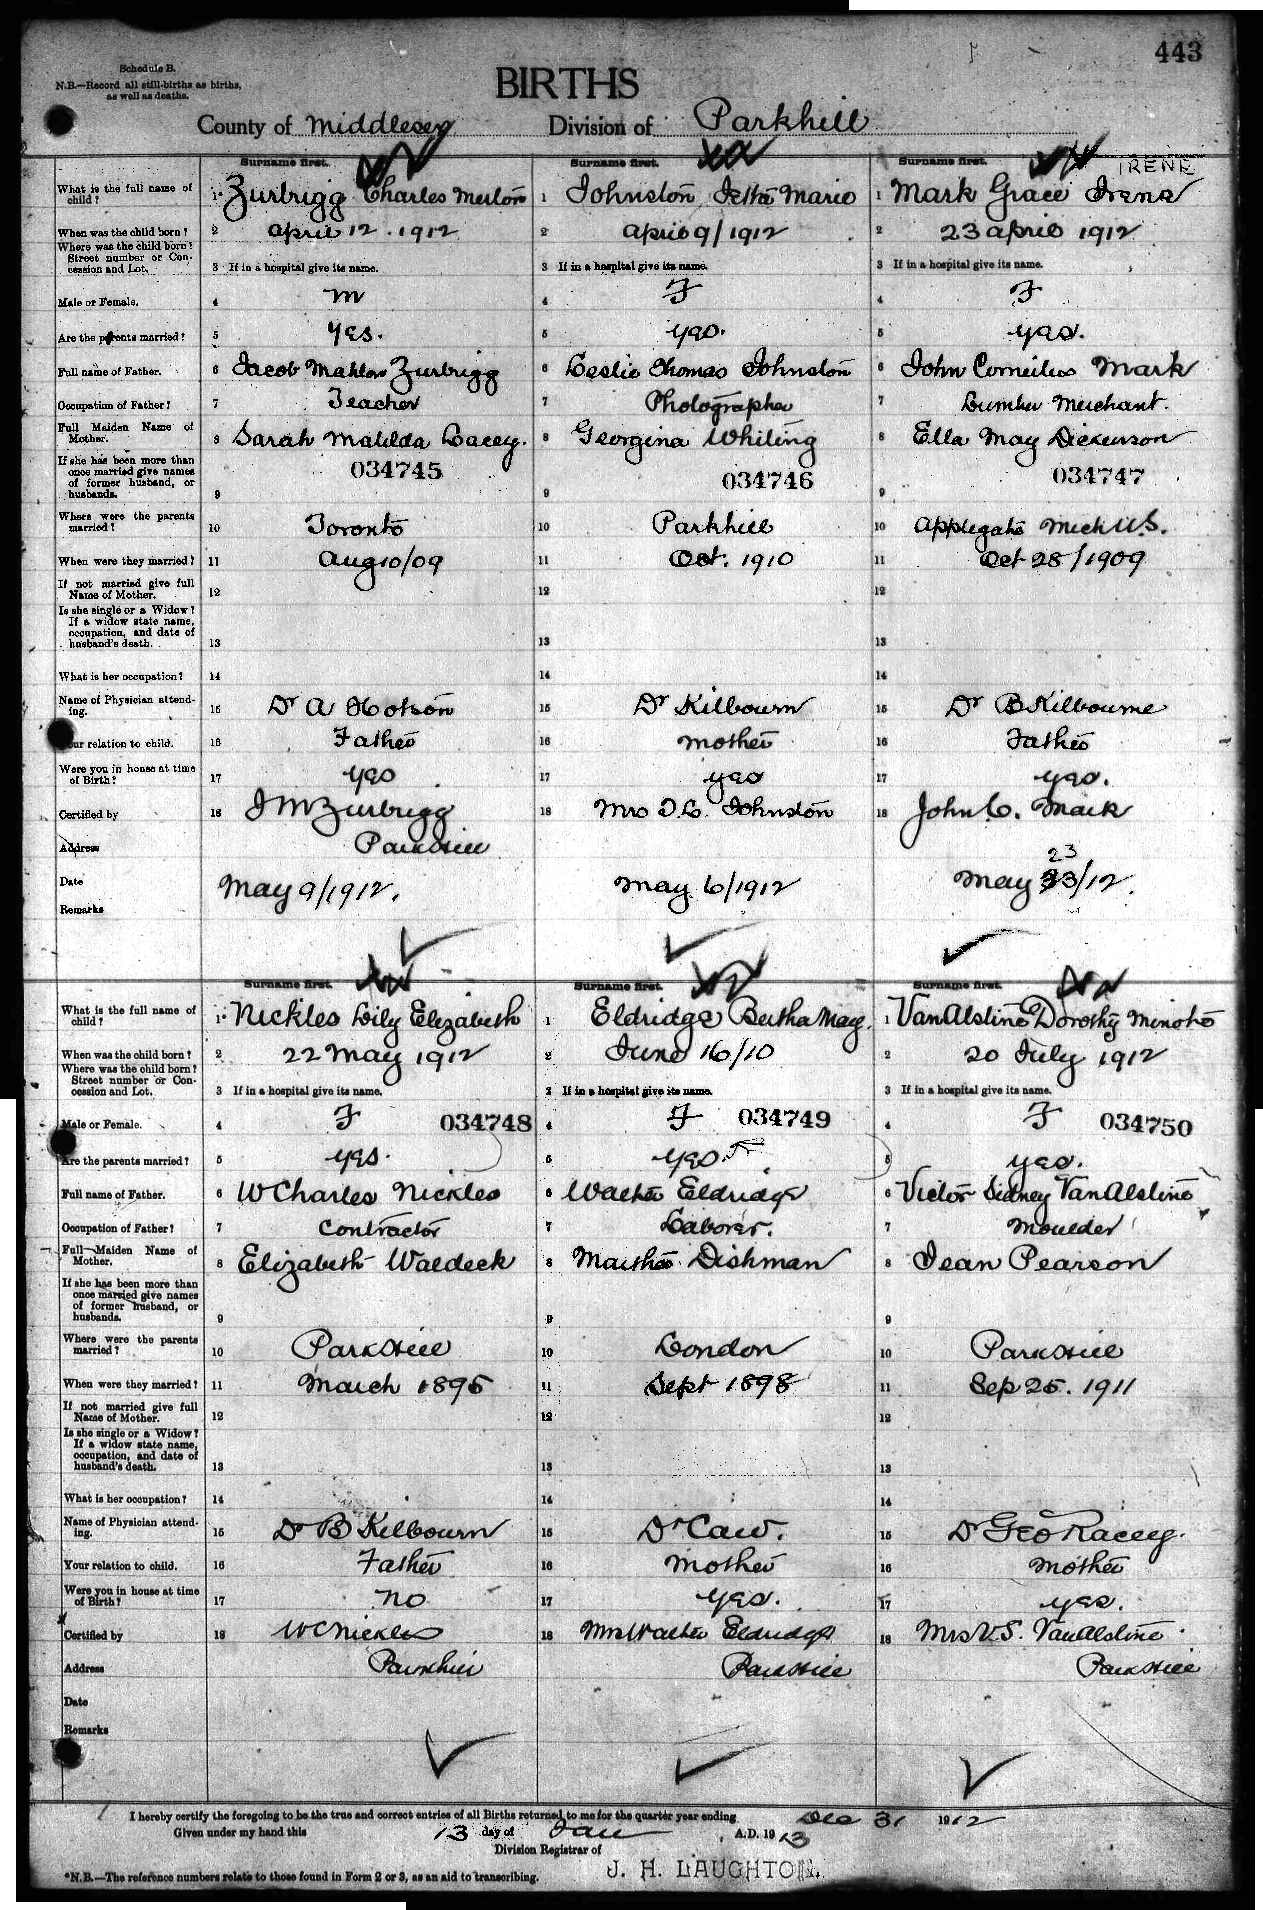 443
Schedule B.
N.B.—Record all still-births as births,
as well as deaths.
BIRTHS
County of Middlesex Division of Parkhill
Surname first. Surname first. Surname first.
IRENE
What is the full name of child? 1 Zurbrigg Charles Merton 1 Johnston, Jetta Marie 1 Mark Grace Irene
When was the child born? 2 April 12. 1912 2 April 9/1912 2 23 April 1912
Where was the child born? Street number or Concession and Lot. 3 If in a hospital give its name. 3 If in a hospital give its name. 3 If in a hospital give its name.
Male or Female. 4 M 4 F 4 F
Are the parents married? 5 Yes. 5 yes. 5 yes.
Full name of Father. 6 Jacob Mahlon Zurbrigg 6 Leslie Thomas Johnston 6 John Cornelius Mark
Occupation of Father? 7 Teacher 7 Photographer 7 Lumber Merchant.
Full Maiden Name of Mother. 8 Sarah Matilda Lacey. 8 Georgina Whiting 8 Ella May Dickenson
034745 034746 034747
If she has been more than once married give names of former husband, or husbands. 9 9 9
Where were the parents married? 10 Toronto 10 Parkhill 10 Applegate Mich U.S.
When were they married? 11 Aug 10/09 11 Oct. 1910 11 Oct 28/1909
If not married give full Name of Mother. 12 12 12
Is she single or a Widow? If a widow state name, occupation, and date of husband's death. 13 13 13
What is her occupation? 14 14 14
Name of Physician attending. 15 Dr A Hotson 15 Dr Kilbourn 15 Dr B Kilbourne
Your relation to child. 16 Father 16 Mother 16 Father
Were you in house at time of Birth? 17 yes 17 yes 17 yes.
Certified by 18 J M Zurbrigg 18 Mrs T. L. Johnston 18 John C. Mark
Address Parkhill
23
Date May 9/1912. May 6/1912 May 33/12.
Remarks
Surname first. Surname first. Surname first.
What is the full name of child? 1 Nickles Lily Elizabeth 1 Eldridge Bertha May. 1 VanAlstine Dorothy Minota
When was the child born? 2 22 May 1912 2 June 16/10 2 20 July 1912
Where was the child born? Street number or Concession and Lot. 3 If in a hospital give its name. 3 If in a hospital give its name. 3 If in a hospital give its name.
Male or Female. 4 F 034748 4 F 034749 4 F 034750
Are the parents married? 5 yes. 5 yes. 5 yes.
Full name of Father. 6 W Charles Nickles 6 Walter Eldridge 6 Victor Sidney VanAlstine
Occupation of Father? 7 Contractor 7 Laborer. 7 Moulder
Full Maiden Name of Mother. 8 Elizabeth Waldeck 8 Martha Dishman 8 Jean Pearson
If she has been more than once married give names of former husband, or husbands. 9 9 9
Where were the parents married? 10 Parkhill 10 London 10 Parkhill
When were they married? 11 March 1895 11 Sept 1898 11 Sep 25. 1911
If not married give full Name of Mother. 12 12 12
Is she single or a Widow? If a widow state name, occupation, and date of husband's death. 13 13 13
What is her occupation? 14 14 14
Name of Physician attending. 15 Dr B Kilbourn 15 Dr Caw. 15 Dr Geo Racey.
Your relation to child. 16 Father 16 Mother 16 Mother
Were you in house at time of Birth? 17 No 17 yes. 17 yes.
Certified by 18 W C Nickles 18 Mrs Walter Eldridge 18 Mrs V.S. VanAlstine
Address Parkhill Parkhill Parkhill
Date
Remarks
I hereby certify the foregoing to be the true and correct entries of all Births returned to me for the quarter year ending Dec 31 1912
Given under my hand this 13 day of Jan, A.D. 1913
Division Registrar of
J. H. LAUGHTON.
*N.B.—The reference numbers relate to those found in Form 2 or 3, as an aid to transcribing.